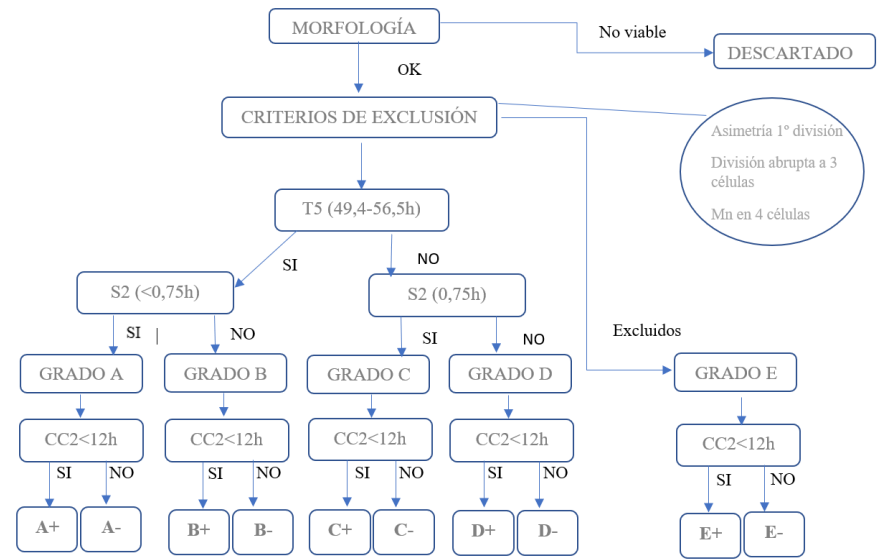 MORFOLOGÍA
No viable
DESCARTADO
OK
CRITERIOS DE EXCLUSIÓN
Asimetría 1º división
División abrupta a 3
células
Mn en 4 células
T5 (49,4-56,5h)
SI
NO
S2 (<0,75h)
S2 (0,75h)
SI |
NO
SI
NO
Excluidos
GRADO A
GRADO B
GRADO C
GRADO D
GRADO E
CC2<12h
CC2<12h
CC2<12h
CC2<12h
CC2<12h
SI
NO
SI
NO
SI
NO
SI
NO
SI
NO
A+
A-
B+
B-
C+
C-
D+
D-
E+
E-